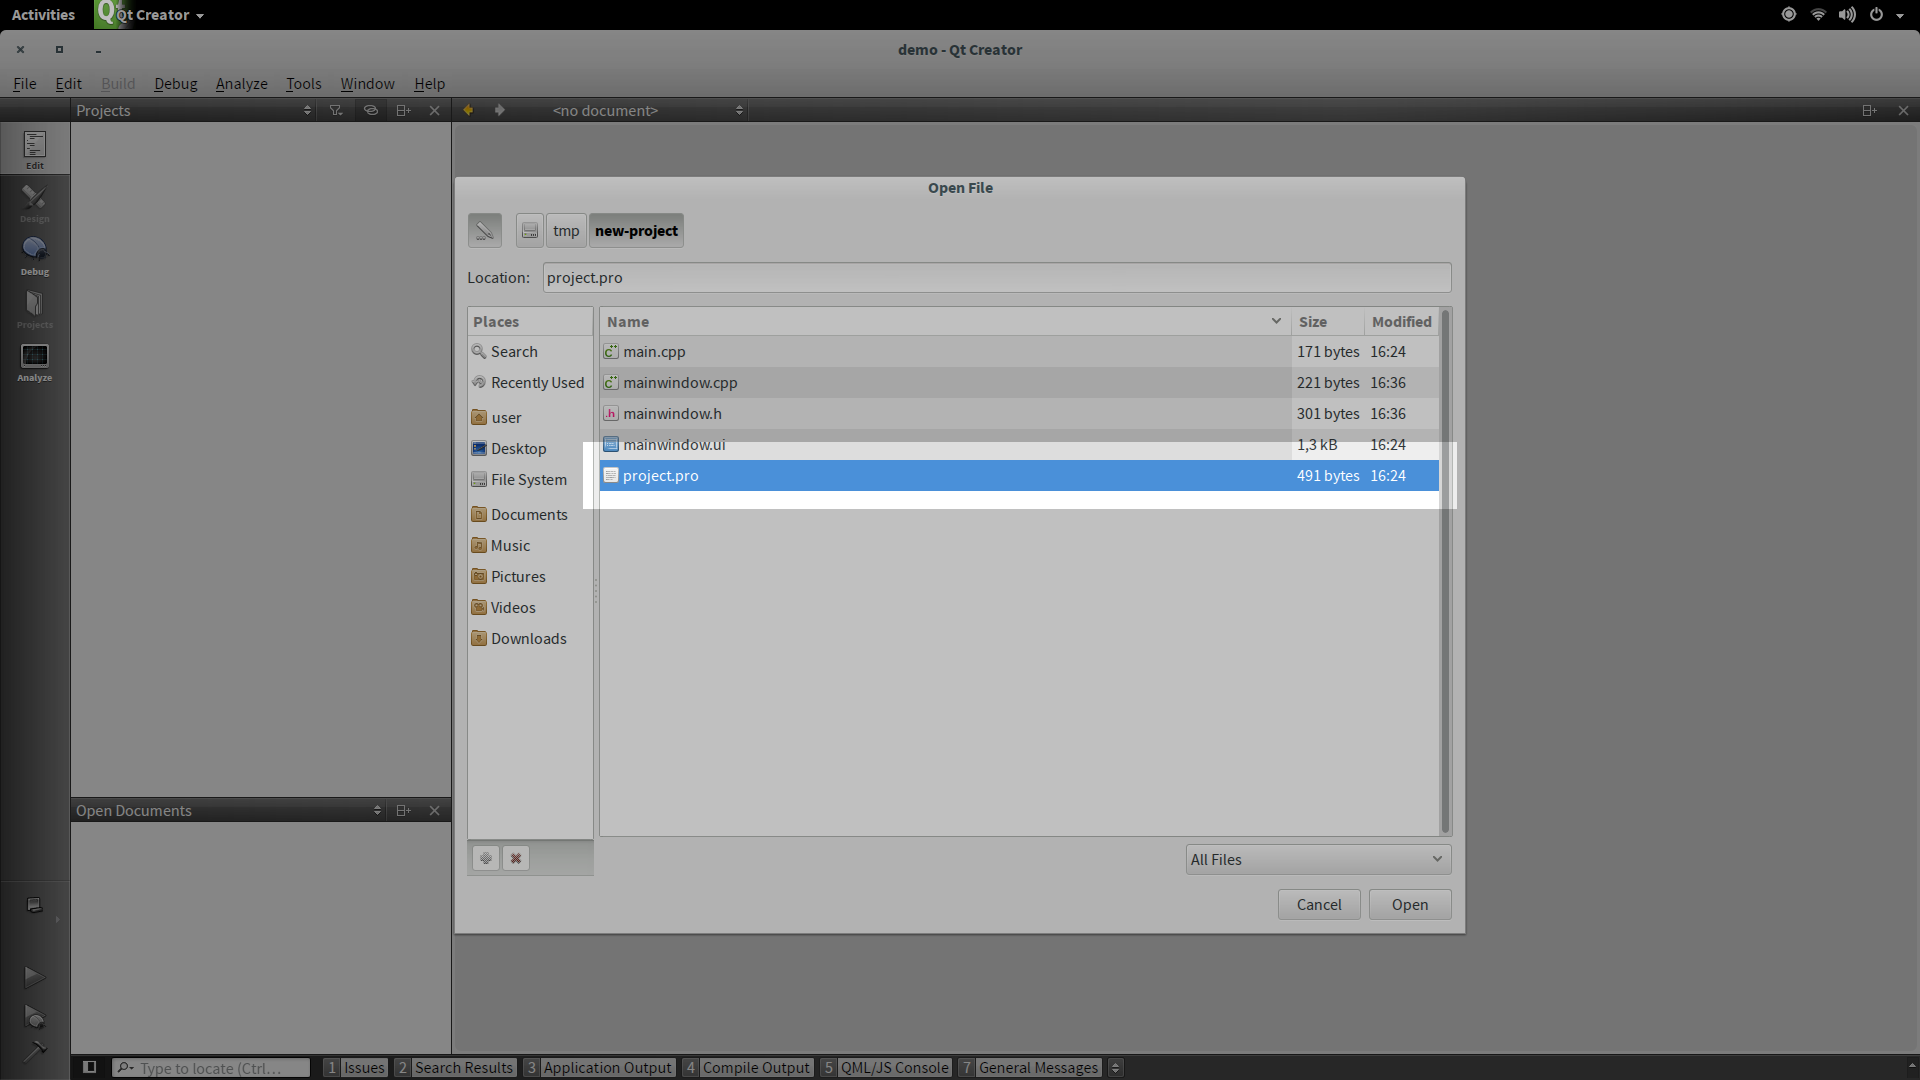 Activities Qt Creator
demo - Qt Creator
File Edit Build Debug Analyze Tools Window Help
Projects <no document>
Edit
Design
Debug
Projects
Analyze
Open File
tmp new-project
Location: project.pro
Places
Search
Recently Used
user
Desktop
File System
Documents
Music
Pictures
Videos
Downloads
Name Size Modified
main.cpp 171 bytes 16:24
mainwindow.cpp 221 bytes 16:36
mainwindow.h 301 bytes 16:36
mainwindow.ui 1,3 kB 16:24
project.pro 491 bytes 16:24
All Files
Cancel Open
Open Documents
Type to locate (Ctrl... 1 Issues 2 Search Results 3 Application Output 4 Compile Output 5 QML/JS Console 7 General Messages